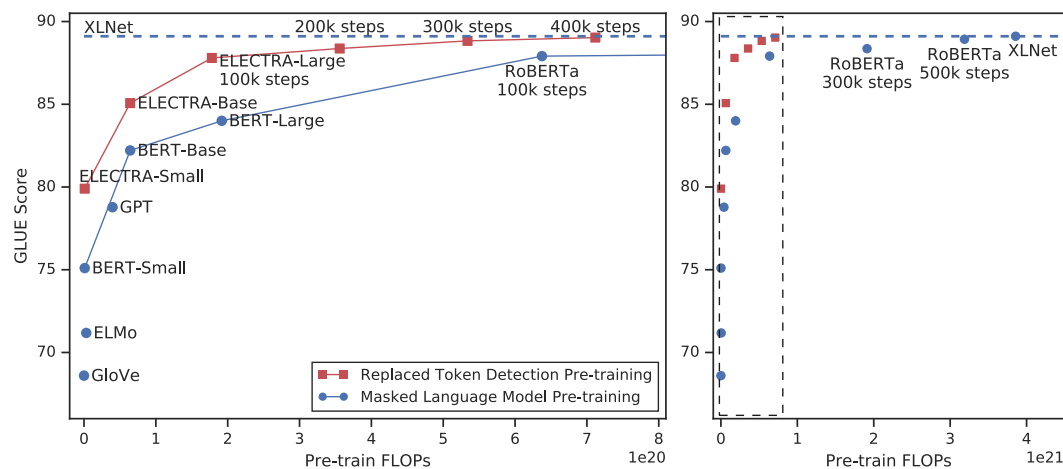 XLNet
200k steps
300k steps
400k steps
ELECTRA-Large
100k steps
RoBERTa
100k steps
ELECTRA-Base
BERT-Large
BERT-Base
ELECTRA-Small
GPT
BERT-Small
ELMo
GloVe
Replaced Token Detection Pre-training
Masked Language Model Pre-training
GLUE Score
90
85
80
75
70
0 1 2 3 4 5 6 7 8
Pre-train FLOPs
1e20
90
85
80
75
70
RoBERTa
300k steps
RoBERTa
500k steps
XLNet
0 1 2 3 4
Pre-train FLOPs
1e21